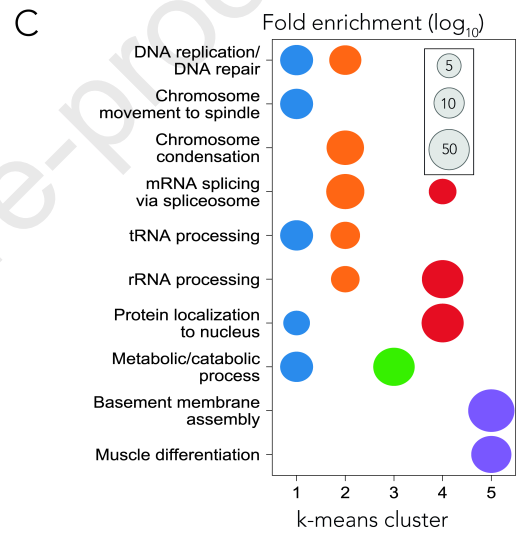 C
Fold enrichment (log10)
DNA replication/
DNA repair
Chromosome
movement to spindle
Chromosome
condensation
mRNA splicing
via spliceosome
tRNA processing
rRNA processing
Protein localization
to nucleus
Metabolic/catabolic
process
Basement membrane
assembly
Muscle differentiation
5
10
50
1 2 3 4 5
k-means cluster
e-pro